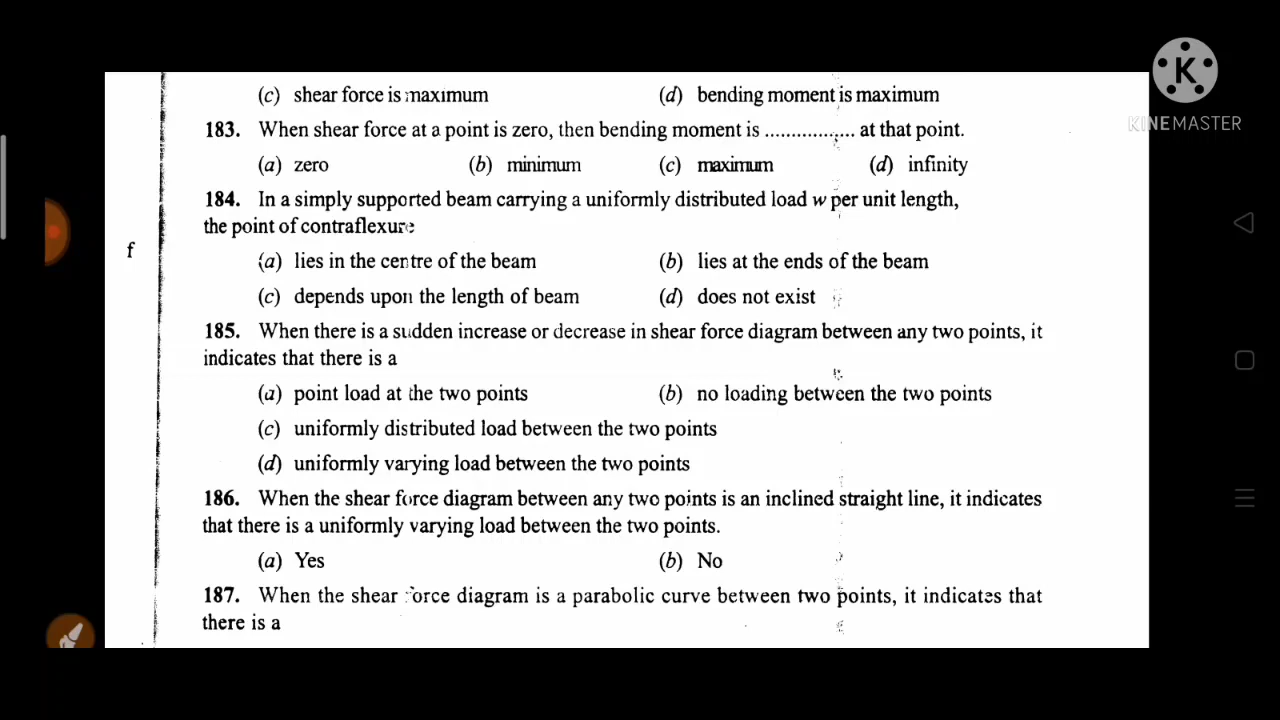 K
KINEMASTER
(c) shear force is maximum (d) bending moment is maximum
183. When shear force at a point is zero, then bending moment is ................. at that point.
(a) zero (b) minimum (c) maximum (d) infinity
184. In a simply supported beam carrying a uniformly distributed load w per unit length,
the point of contraflexure
f
(a) lies in the centre of the beam (b) lies at the ends of the beam
(c) depends upon the length of beam (d) does not exist
185. When there is a sudden increase or decrease in shear force diagram between any two points, it
indicates that there is a
(a) point load at the two points (b) no loading between the two points
(c) uniformly distributed load between the two points
(d) uniformly varying load between the two points
186. When the shear force diagram between any two points is an inclined straight line, it indicates
that there is a uniformly varying load between the two points.
(a) Yes (b) No
187. When the shear force diagram is a parabolic curve between two points, it indicates that
there is a